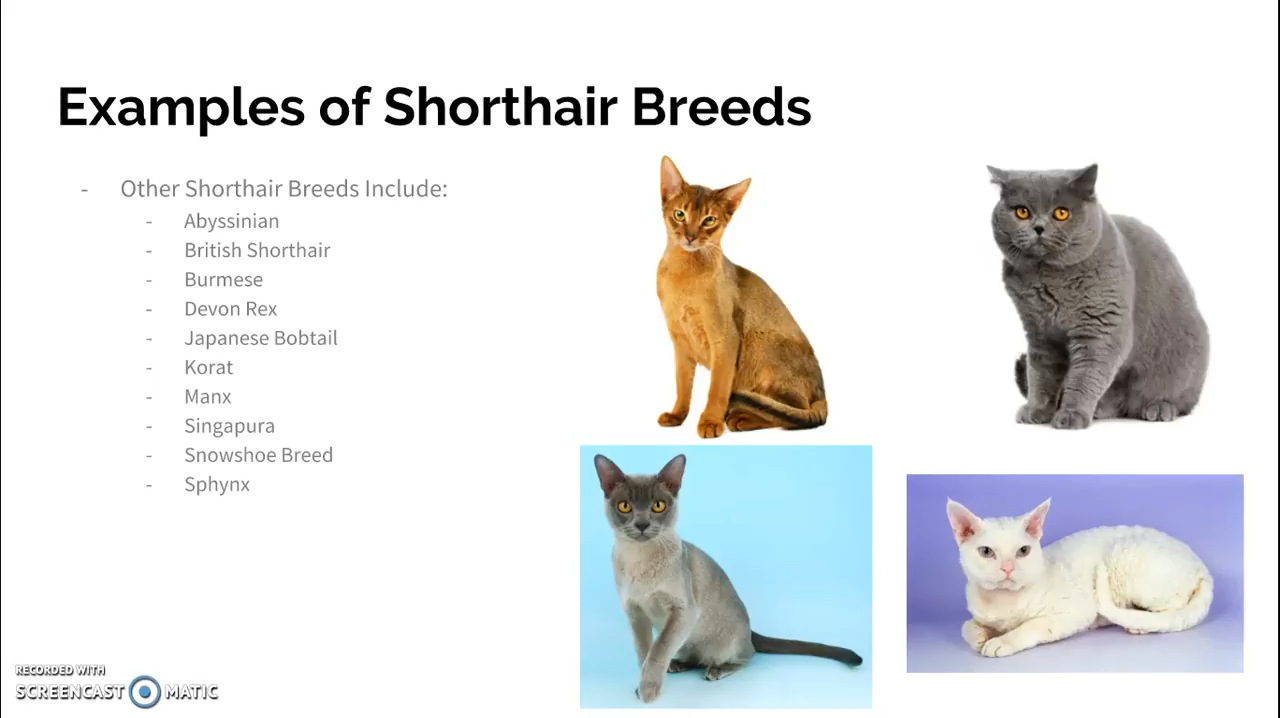 Examples of Shorthair Breeds
- Other Shorthair Breeds Include:
- Abyssinian
- British Shorthair
- Burmese
- Devon Rex
- Japanese Bobtail
- Korat
- Manx
- Singapura
- Snowshoe Breed
- Sphynx
RECORDED WITH
SCREENCAST MATIC